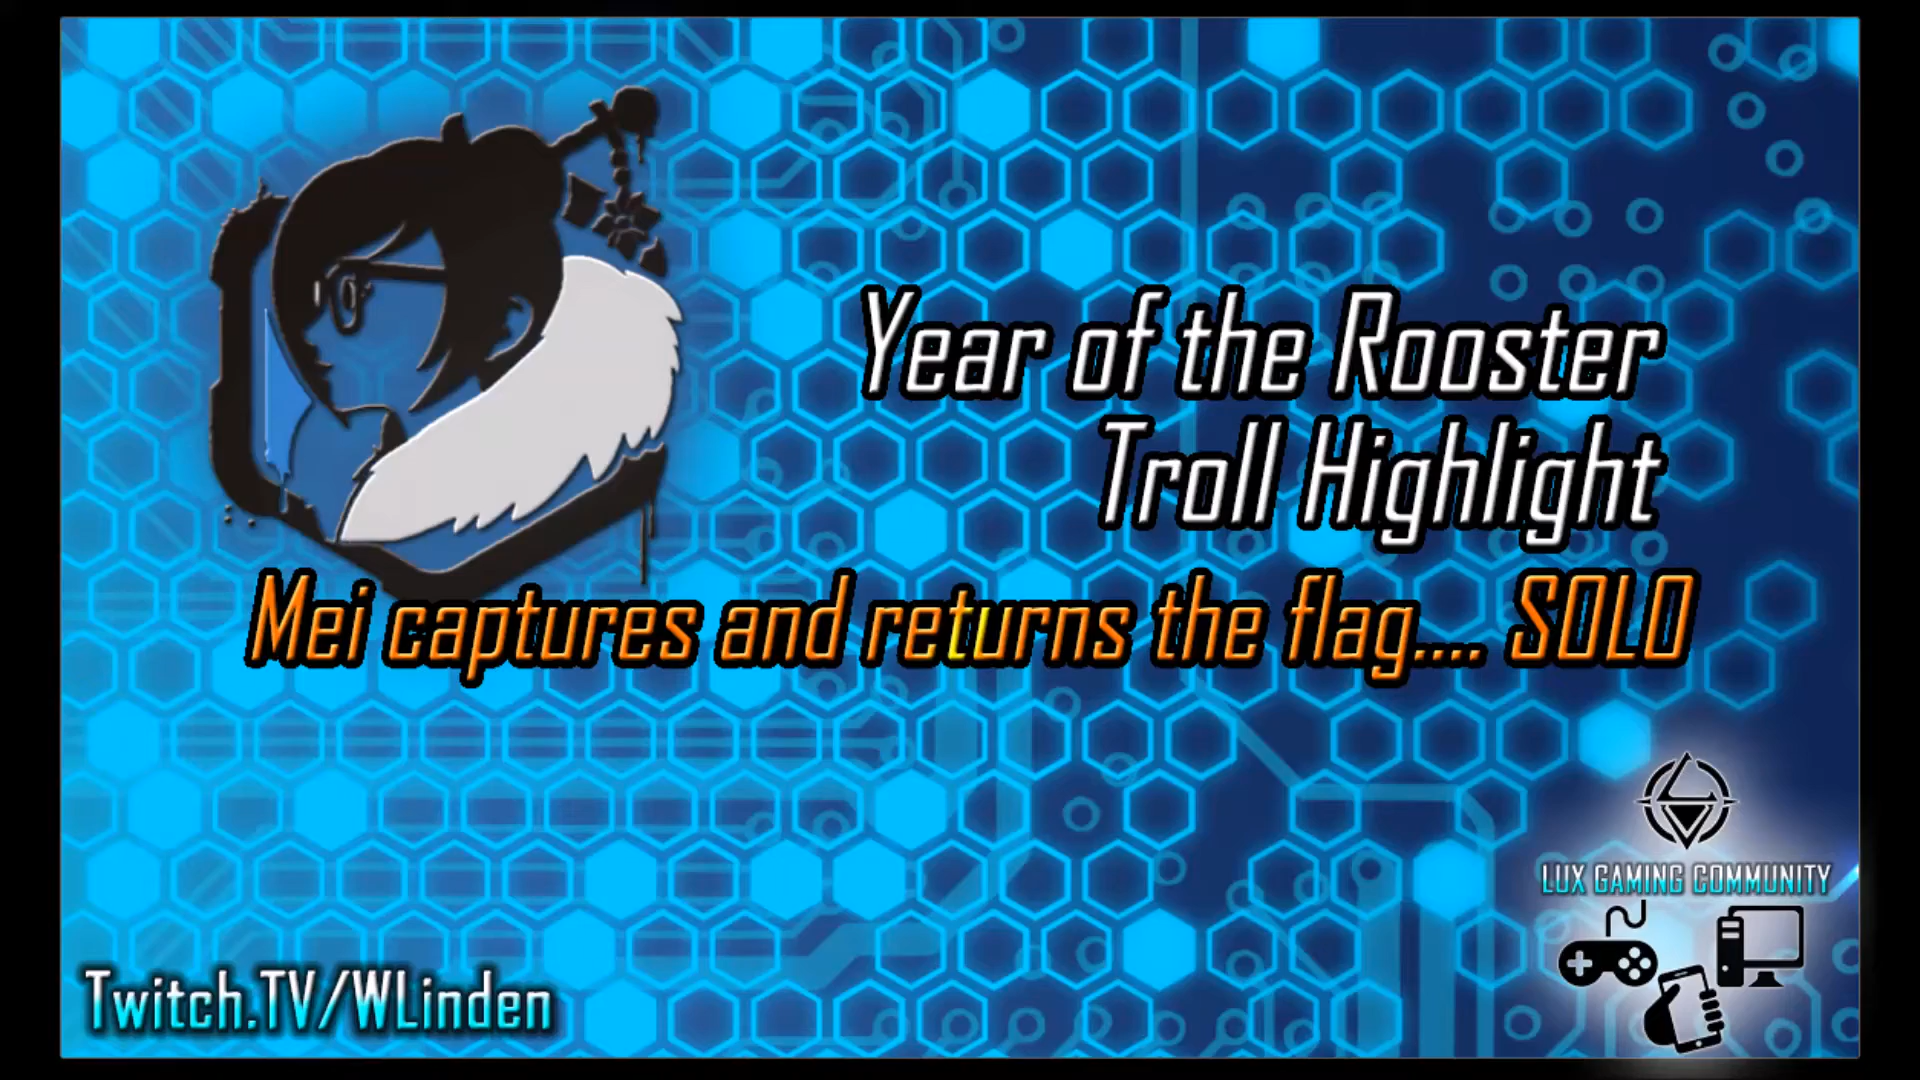 Year of the Rooster
Troll Highlight
Mei captures and returns the flag.... SOLO
LUX GAMING COMMUNITY
Twitch.TV/WLinden